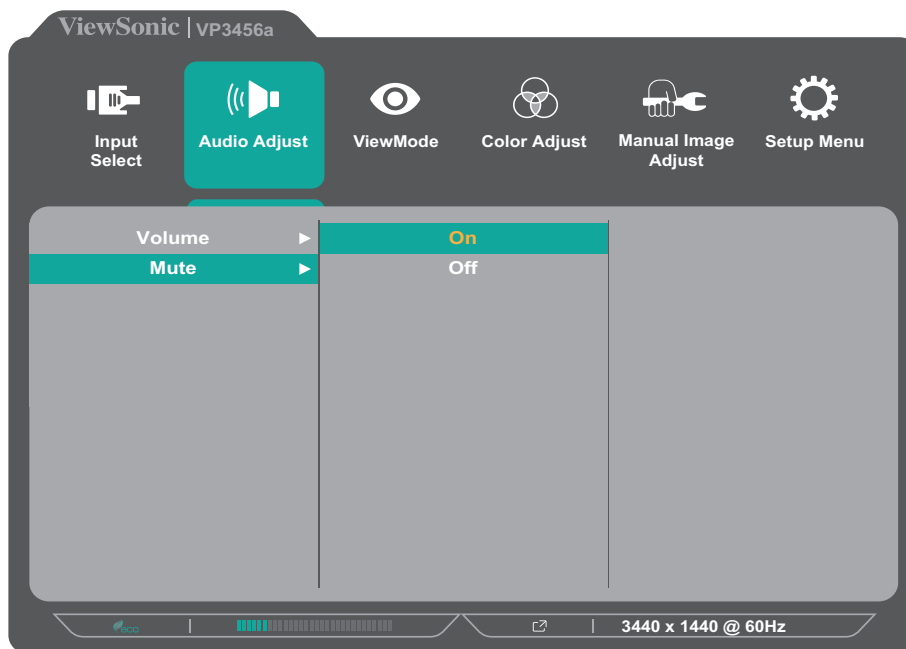 ViewSonic | VP3456a
Input
Select
Audio Adjust
ViewMode
Color Adjust
Manual Image
Adjust
Setup Menu
Volume ▶
On
Mute ▶
Off
eco | 3440 x 1440 @ 60Hz